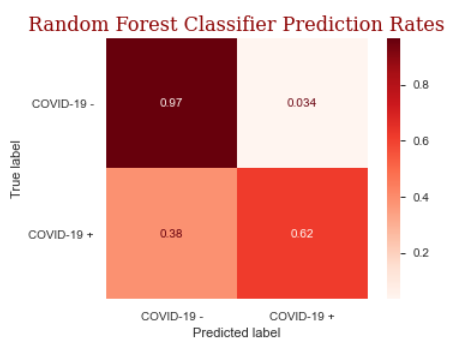 Random Forest Classifier Prediction Rates
COVID-19 -
0.97
0.034
0.8
0.6
True label
0.4
COVID-19 +
0.38
0.62
0.2
COVID-19 -
COVID-19 +
Predicted label